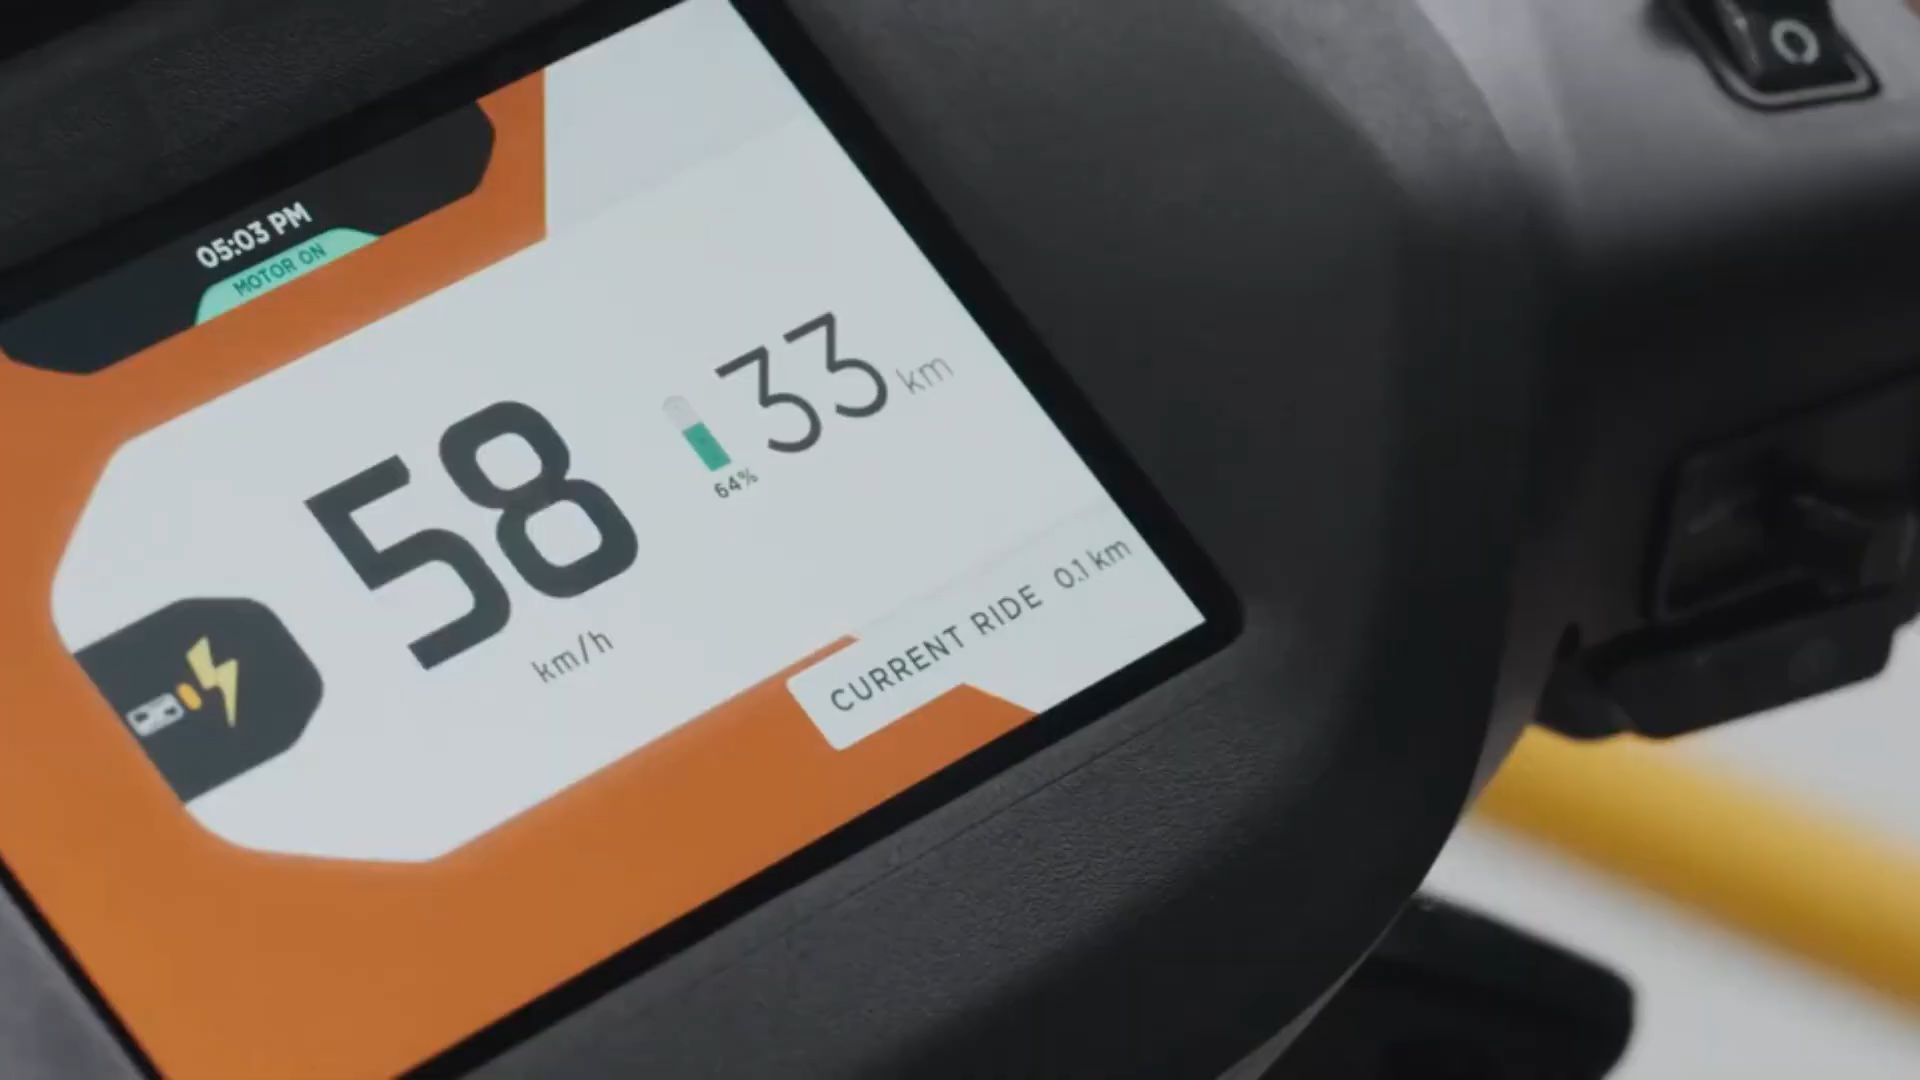 05:03 PM
MOTOR ON
58
km/h
33 km
64%
CURRENT RIDE 0.1 km